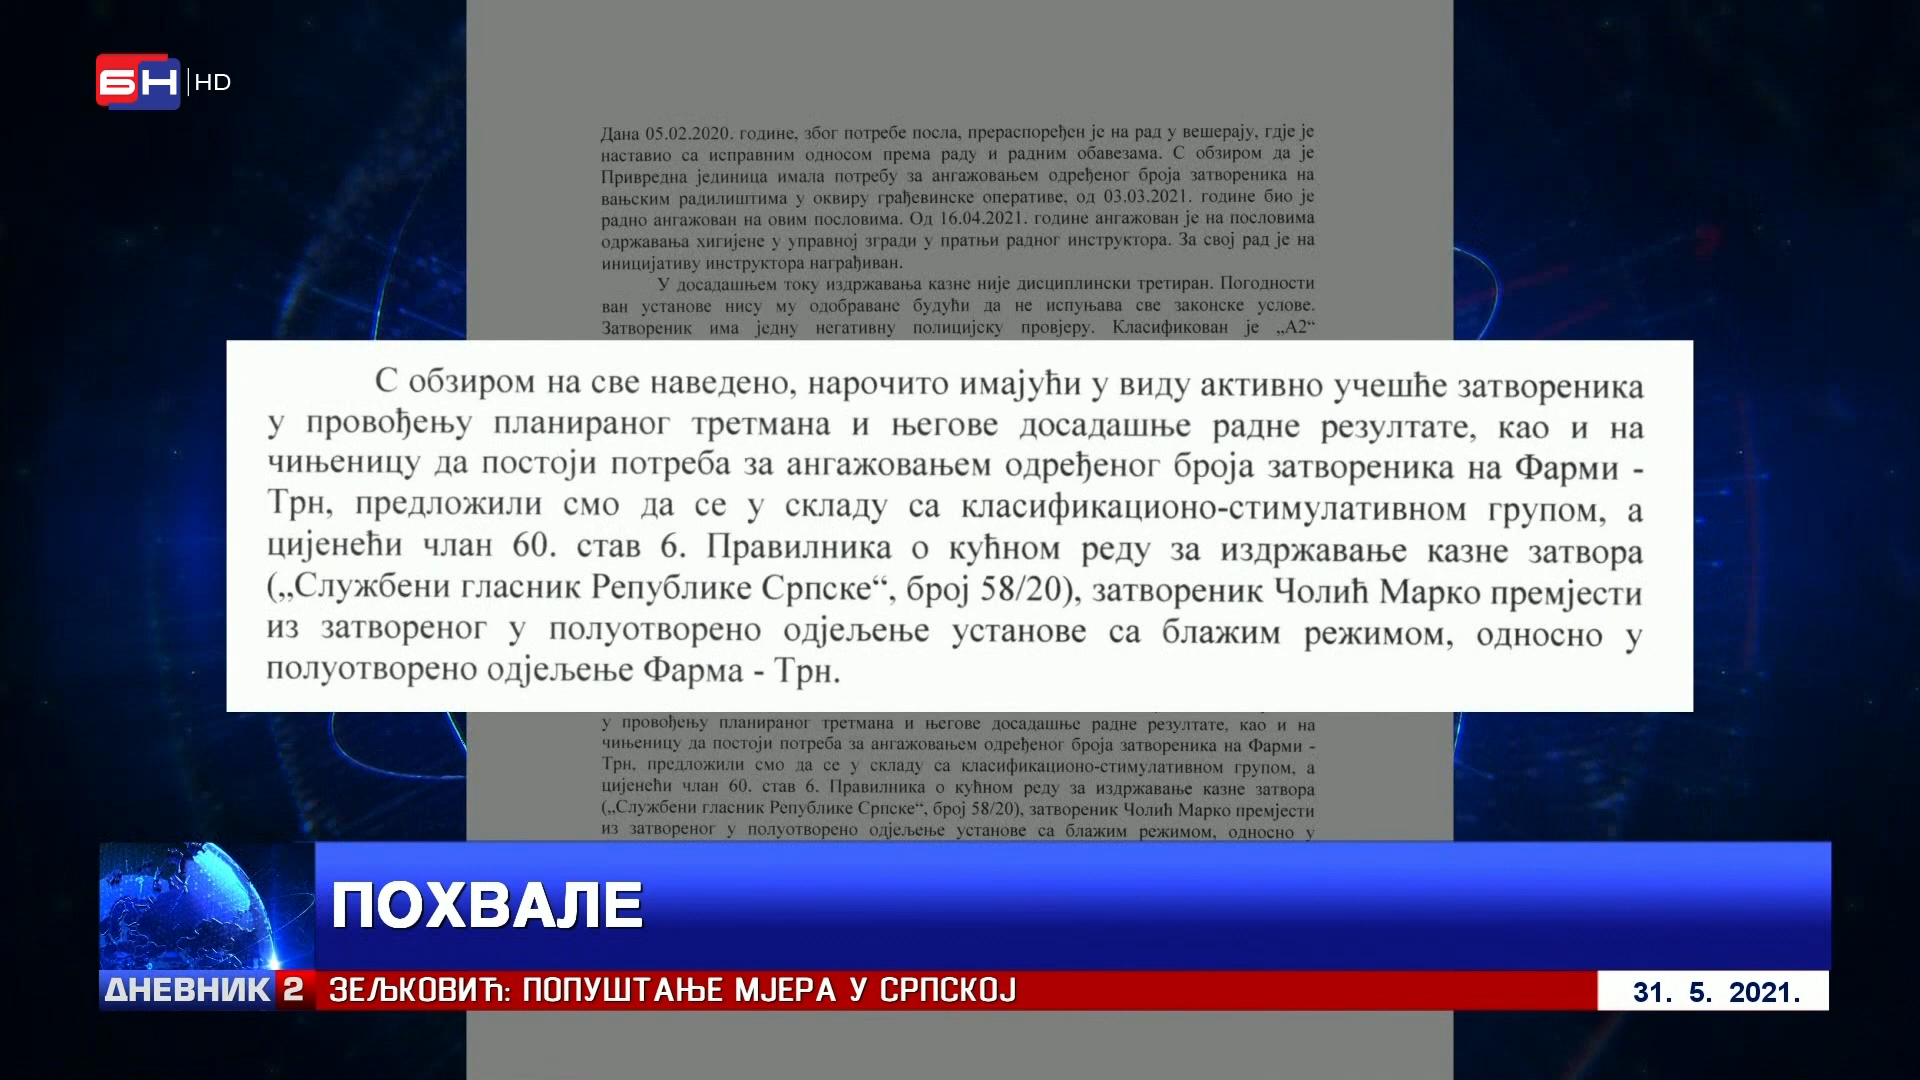 БН HD
Дана 05.02.2020. године, због потребе посла, прераспоређен је на рад у вешерају, гдје је
наставио са исправним односом према раду и радним обавезама. С обзиром да је
Привредна јединица имала потребу за ангажовањем одређеног броја затвореника на
вањским радилиштима у оквиру грађевинске оперативе, од 03.03.2021. године био је
радно ангажован на овим пословима. Од 16.04.2021. године ангажован је на пословима
одржавања хигијене у управној згради у пратњи радног инструктора. За свој рад је на
иницијативу инструктора награђиван.
У досадашњем току издржавања казне није дисциплински третиран. Погодности
ван установе нису му одобраване будући да не испуњава све законске услове.
Затвореник има једну негативну полицијску провјеру. Класификован је „А2“
С обзиром на све наведено, нарочито имајући у виду активно учешће затвореника
у провођењу планираног третмана и његове досадашње радне резултате, као и на
чињеницу да постоји потреба за ангажовањем одређеног броја затвореника на Фарми -
Трн, предложили смо да се у складу са класификационо-стимулативном групом, а
цијенећи члан 60. став 6. Правилника о кућном реду за издржавање казне затвора
(„Службени гласник Републике Српске“, број 58/20), затвореник Чолић Марко премјести
из затвореног у полуотворено одјељење установе са блажим режимом, односно у
полуотворено одјељење Фарма - Трн.
у провођењу планираног третмана и његове досадашње радне резултате, као и на
чињеницу да постоји потреба за ангажовањем одређеног броја затвореника на Фарми -
Трн, предложили смо да се у складу са класификационо-стимулативном групом, а
цијенећи члан 60. став 6. Правилника о кућном реду за издржавање казне затвора
(„Службени гласник Републике Српске“, број 58/20), затвореник Чолић Марко премјести
из затвореног у полуотворено одјељење установе са блажим режимом, односно у
ПОХВАЛЕ
ДНЕВНИК 2 ЗЕЉКОВИЋ: ПОПУШТАЊЕ МЈЕРА У СРПСКОЈ 31. 5. 2021.